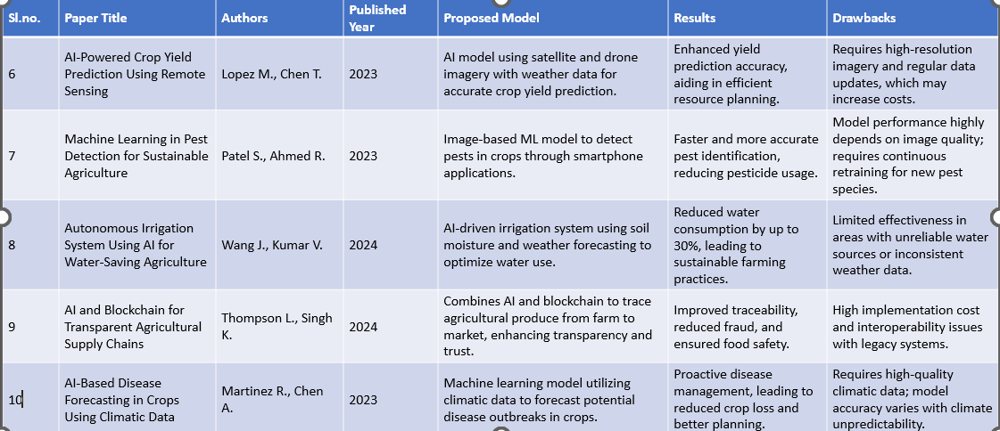 Sl.no.
Paper Title
Authors
Published
Year
Proposed Model
Results
Drawbacks
6
AI-Powered Crop Yield
Prediction Using Remote
Sensing
Lopez M., Chen T.
2023
AI model using satellite and drone
imagery with weather data for
accurate crop yield prediction.
Enhanced yield
prediction accuracy,
aiding in efficient
resource planning.
Requires high-resolution
imagery and regular data
updates, which may
increase costs.
7
Machine Learning in Pest
Detection for Sustainable
Agriculture
Patel S., Ahmed R.
2023
Image-based ML model to detect
pests in crops through smartphone
applications.
Faster and more accurate
pest identification,
reducing pesticide usage.
Model performance highly
depends on image quality;
requires continuous
retraining for new pest
species.
8
Autonomous Irrigation
System Using AI for
Water-Saving Agriculture
Wang J., Kumar V.
2024
AI-driven irrigation system using soil
moisture and weather forecasting to
optimize water use.
Reduced water
consumption by up to
30%, leading to
sustainable farming
practices.
Limited effectiveness in
areas with unreliable water
sources or inconsistent
weather data.
9
AI and Blockchain for
Transparent Agricultural
Supply Chains
Thompson L., Singh
K.
2024
Combines AI and blockchain to trace
agricultural produce from farm to
market, enhancing transparency and
trust.
Improved traceability,
reduced fraud, and
ensured food safety.
High implementation cost
and interoperability issues
with legacy systems.
10
AI-Based Disease
Forecasting in Crops
Using Climatic Data
Martinez R., Chen
A.
2023
Machine learning model utilizing
climatic data to forecast potential
disease outbreaks in crops.
Proactive disease
management, leading to
reduced crop loss and
better planning.
Requires high-quality
climatic data; model
accuracy varies with climate
unpredictability.